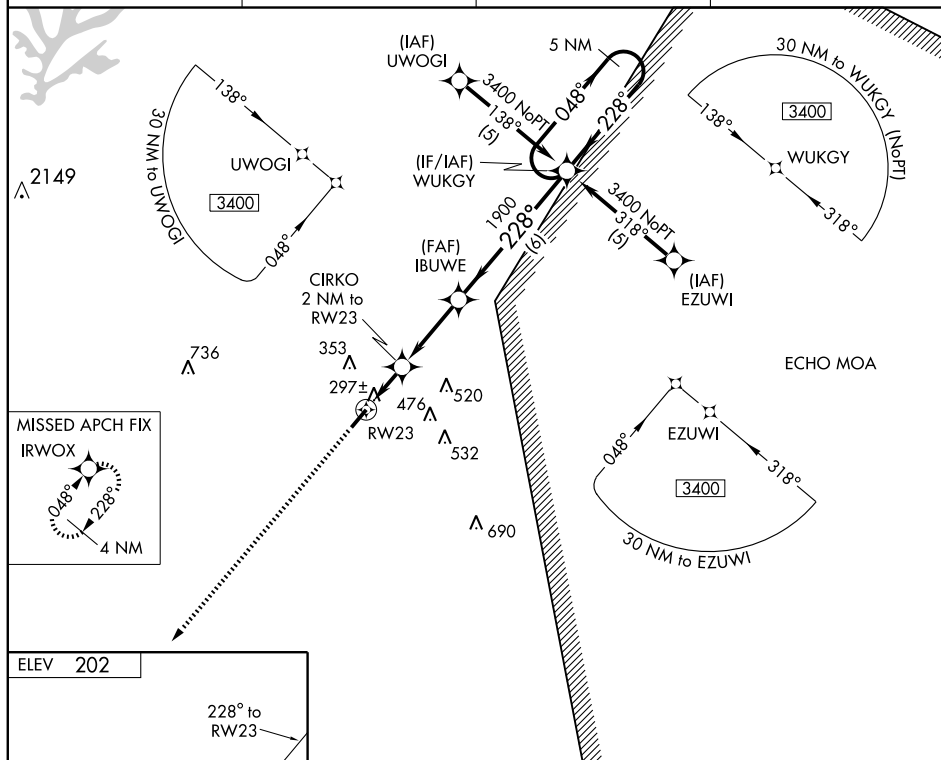 (IAF)
UWOGI
5 NM
30 NM to WUKGY (NoPT)
3400 NoPT
138°
(5)
048°
228°
138°
3400
138°
30 NM to UWOGI
UWOGI
(IF/IAF)
WUKGY
WUKGY
2149
3400
048°
318°
1900
228°
(6)
3400 NoPT
318°
(5)
(FAF)
IBUWE
(IAF)
EZUWI
CIRKO
2 NM to
RW23
736
353
297±
520
476
532
RW23
ECHO MOA
MISSED APCH FIX
IRWOX
048°
228°
4 NM
EZUWI
048°
318°
3400
30 NM to EZUWI
690
ELEV 202
228° to
RW23